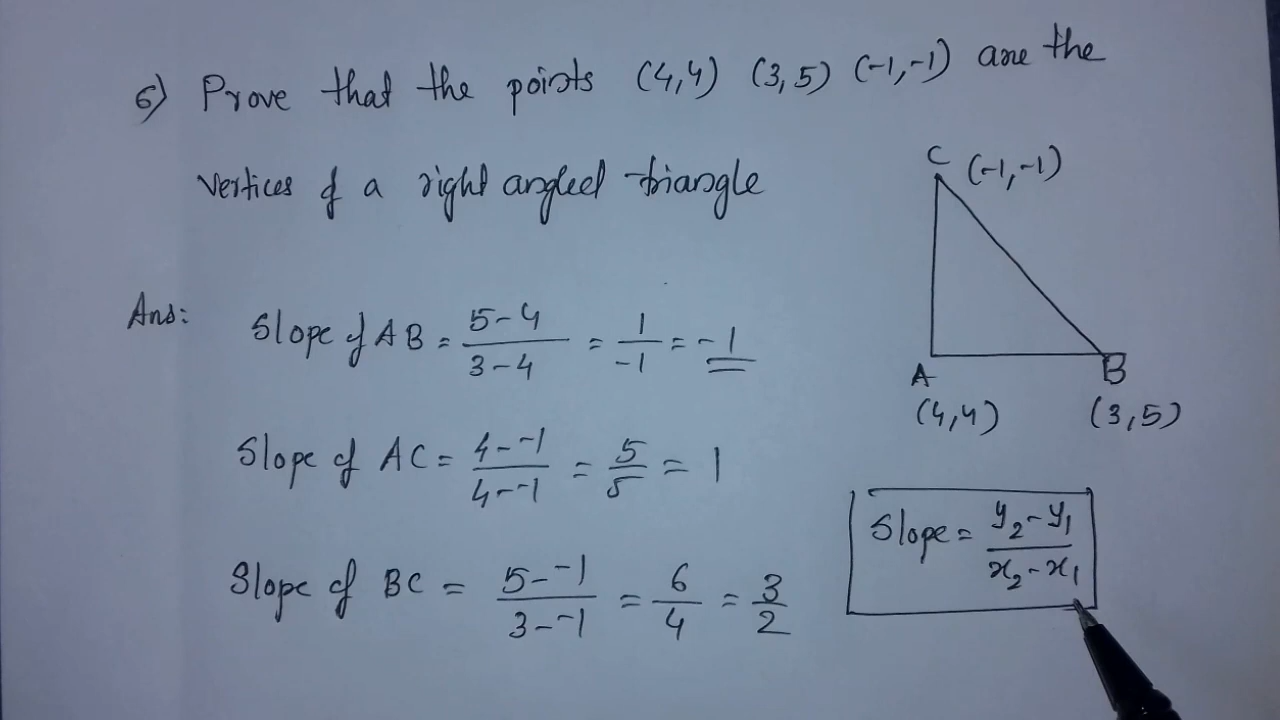 6) Prove that the points (4,4) (3,5) (-1,-1) are the
vertices of a right angled triangle
C (-1,-1)
A
B
(4,4)
(3,5)
Ans:
Slope of AB = 5-4 / 3-4 = 1 / -1 = -1
Slope of AC = 4--1 / 4--1 = 5 / 5 = 1
Slope = y₂-y₁ / x₂-x₁
Slope of BC = 5--1 / 3--1 = 6 / 4 = 3 / 2